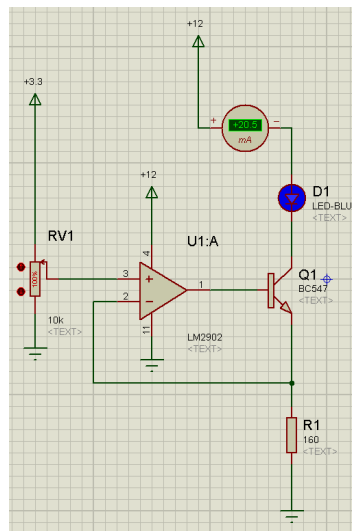 +12
+3.3
+
+20.5
−
mA
D1
LED-BLU
<TEXT>
+12
RV1
U1:A
4
Q1
BC547
<TEXT>
100%
3
+
2
−
1
11
10k
<TEXT>
LM2902
<TEXT>
R1
160
<TEXT>